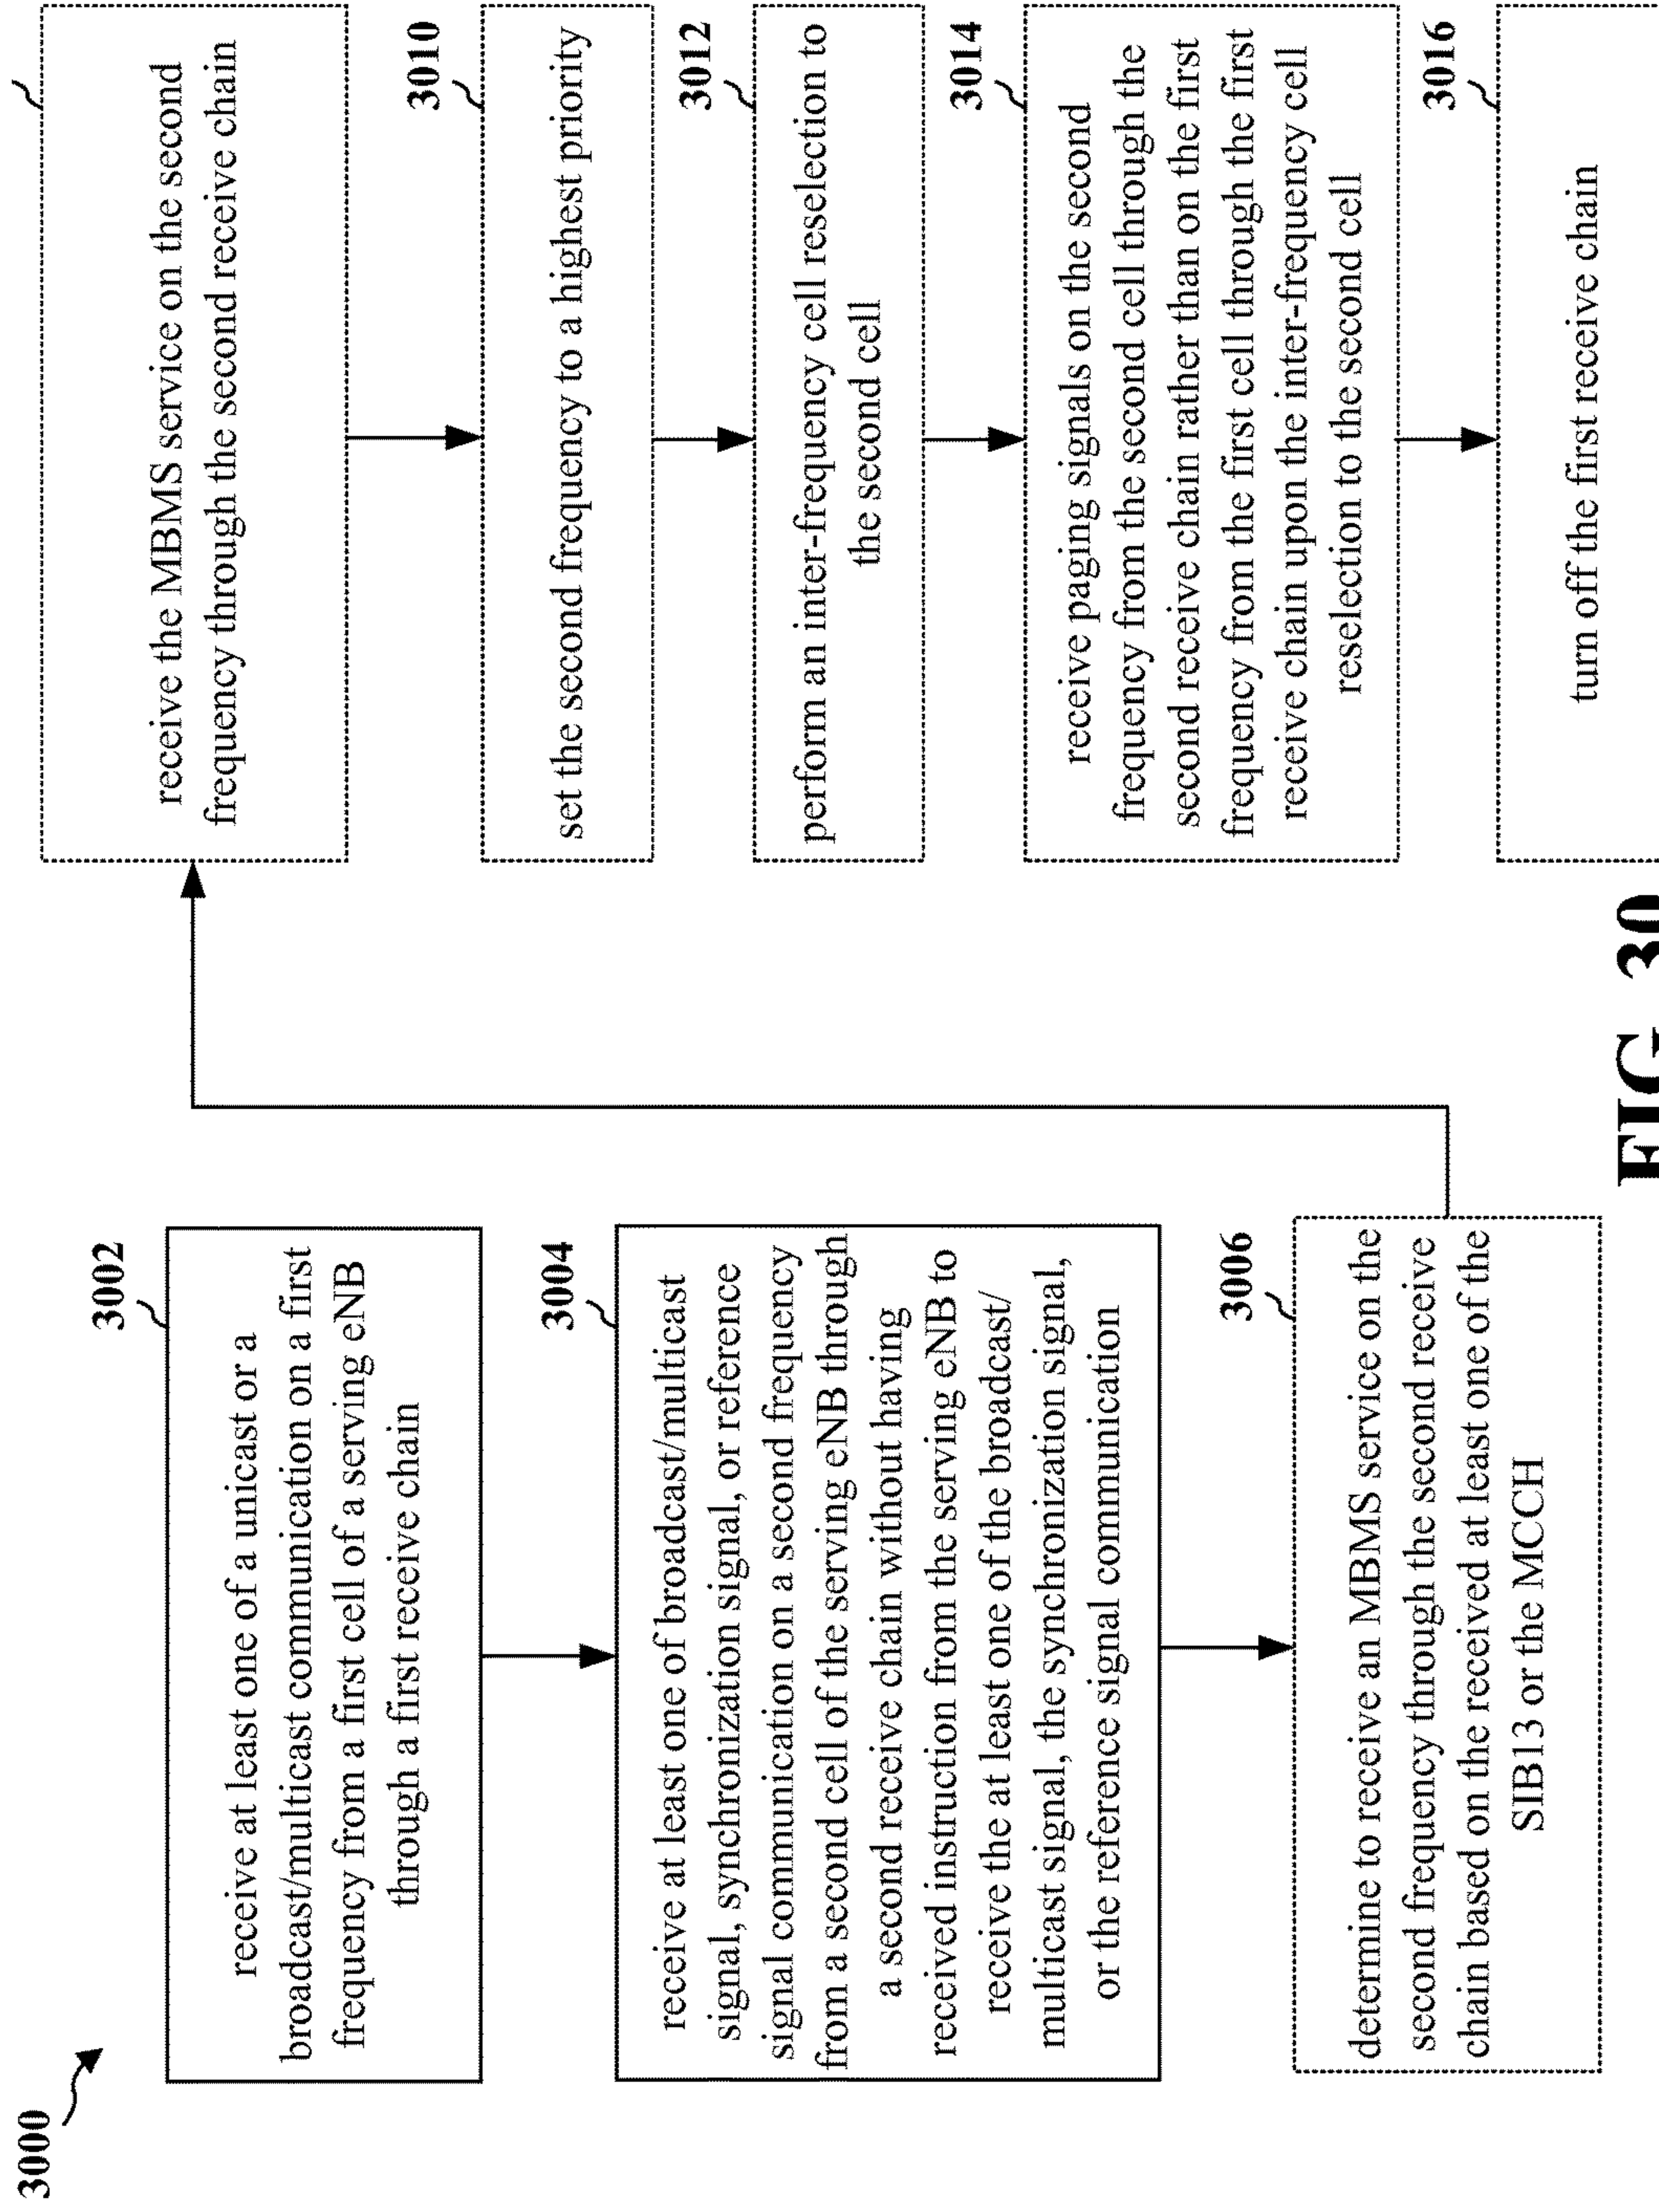 3000
3002
receive at least one of a unicast or a
broadcast/multicast communication on a first
frequency from a first cell of a serving eNB
through a first receive chain
3004
receive at least one of broadcast/multicast
signal, synchronization signal, or reference
signal communication on a second frequency
from a second cell of the serving eNB through
a second receive chain without having
received instruction from the serving eNB to
receive the at least one of the broadcast/
multicast signal, the synchronization signal,
or the reference signal communication
3006
determine to receive an MBMS service on the
second frequency through the second receive
chain based on the received at least one of the
SIB13 or the MCCH
receive the MBMS service on the second
frequency through the second receive chain
3010
set the second frequency to a highest priority
3012
perform an inter-frequency cell reselection to
the second cell
3014
receive paging signals on the second
frequency from the second cell through the
second receive chain rather than on the first
frequency from the first cell through the first
receive chain upon the inter-frequency cell
reselection to the second cell
3016
turn off the first receive chain
FIG. 30